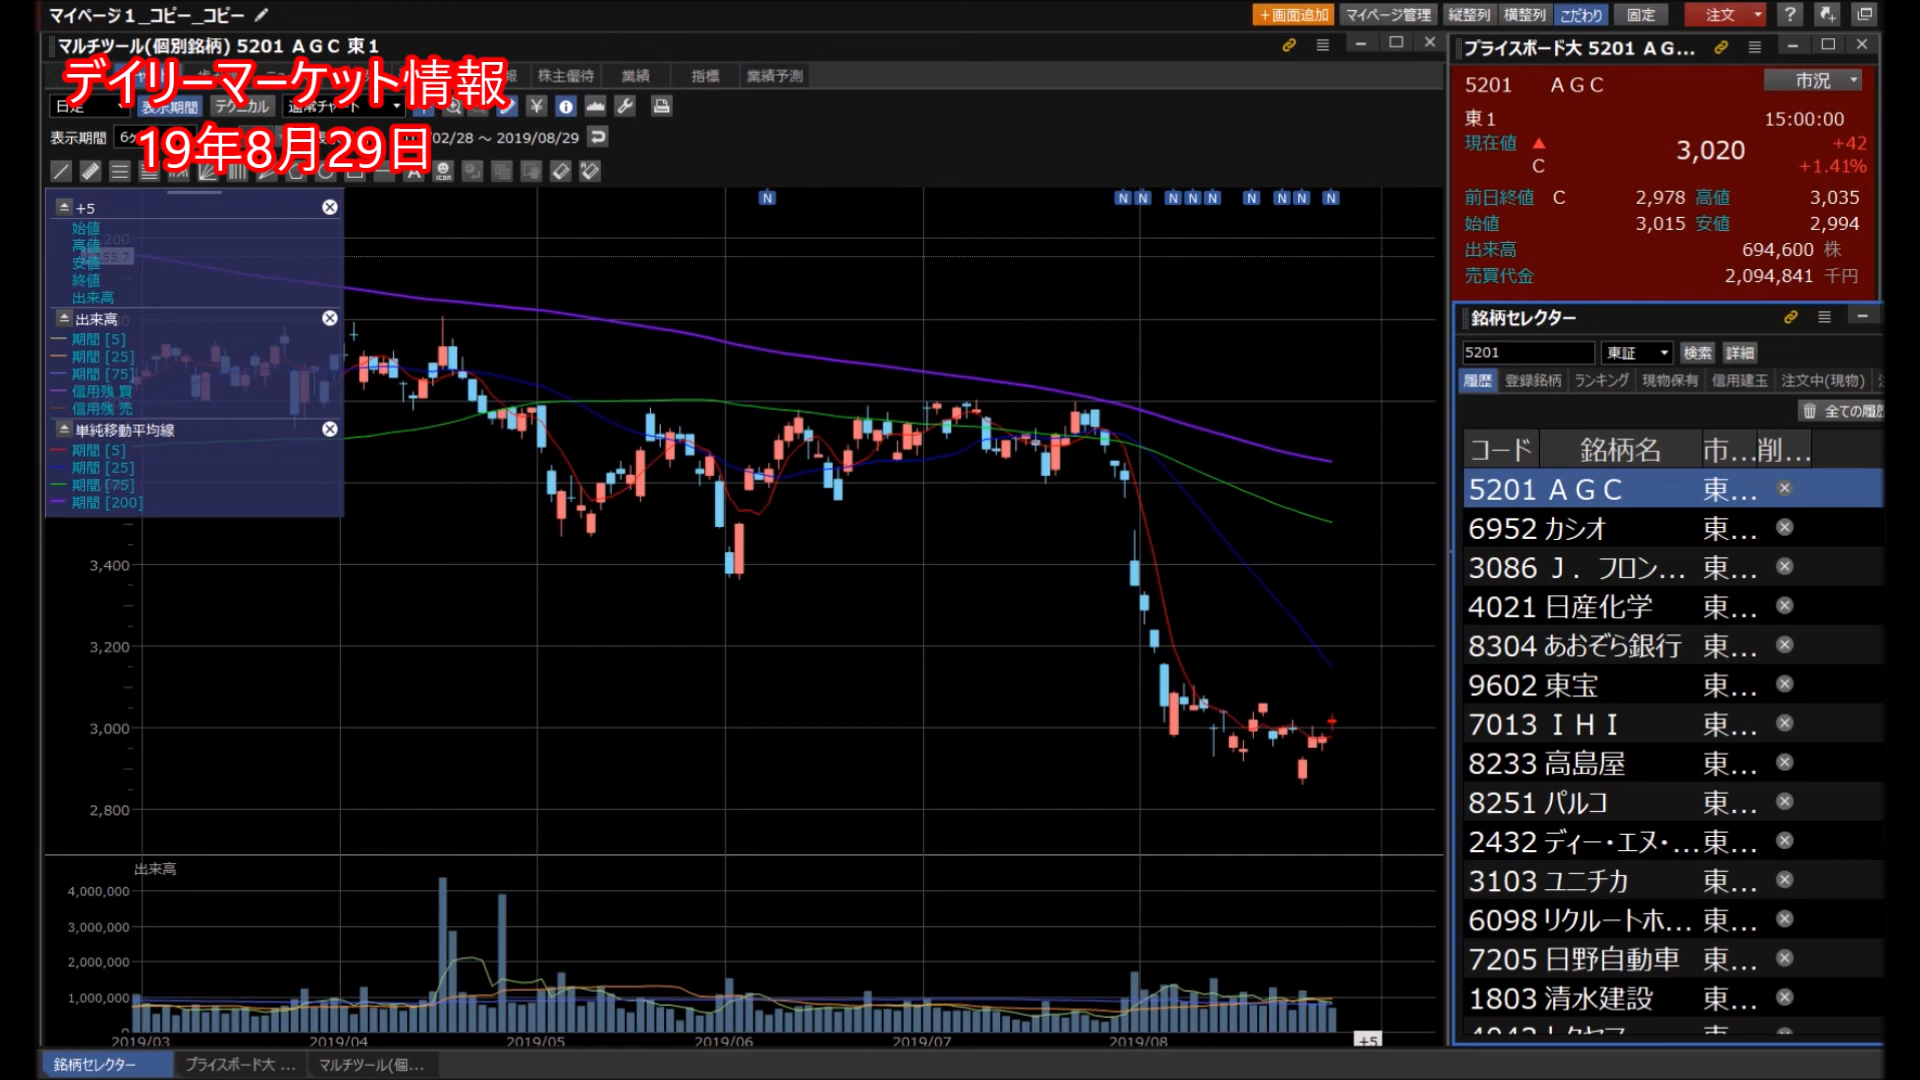 マイページ１_コピー_コピー
＋画面追加 マイページ管理 縦整列 横整列 こだわり 固定 注文 ?
マルチツール(個別銘柄) 5201 ＡＧＣ 東１
デイリーマーケット情報
19年8月29日
株主優待 業績 指標 業績予測
表示期間 テクニカル
表示期間 02/28 ～ 2019/08/29
+5
始値
高値
安値
終値
出来高
出来高
期間 [5]
期間 [25]
期間 [75]
信用残 買
信用残 売
単純移動平均線
期間 [5]
期間 [25]
期間 [75]
期間 [200]
N N N N N N N N N N
3,400
3,200
3,000
2,800
出来高
4,000,000
3,000,000
2,000,000
1,000,000
0
2019/03 2019/04 2019/05 2019/06 2019/07 2019/08 +5
銘柄セレクター プライスボード大 ... マルチツール(個...
プライスボード大 5201 ＡＧ...
5201 ＡＧＣ 市況
東１ 15:00:00
現在値 ▲ 3,020 +42
C +1.41%
前日終値 C 2,978 高値 3,035
始値 3,015 安値 2,994
出来高 694,600 株
売買代金 2,094,841 千円
銘柄セレクター
5201 東証 検索 詳細
履歴 登録銘柄 ランキング 現物保有 信用建玉 注文中(現物)
全ての履歴
コード 銘柄名 市... 削...
5201 ＡＧＣ 東...
6952 カシオ 東...
3086 Ｊ．フロン... 東...
4021 日産化学 東...
8304 あおぞら銀行 東...
9602 東宝 東...
7013 ＩＨＩ 東...
8233 高島屋 東...
8251 パルコ 東...
2432 ディー・エヌ・... 東...
3103 ユニチカ 東...
6098 リクルートホ... 東...
7205 日野自動車 東...
1803 清水建設 東...